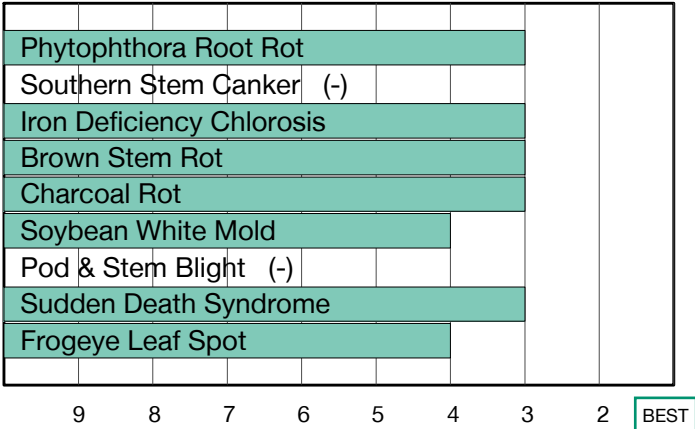 Phytophthora Root Rot
Southern Stem Canker (-)
Iron Deficiency Chlorosis
Brown Stem Rot
Charcoal Rot
Soybean White Mold
Pod & Stem Blight (-)
Sudden Death Syndrome
Frogeye Leaf Spot
9 8 7 6 5 4 3 2 BEST